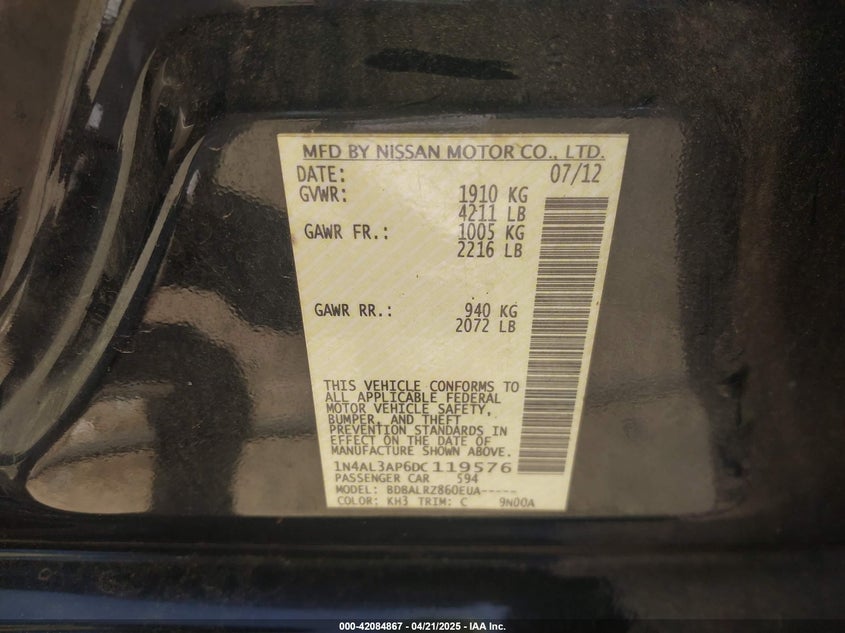 MFD BY NISSAN MOTOR CO., LTD.
DATE: 07/12
GVWR: 1910 KG
4211 LB
GAWR FR.: 1005 KG
2216 LB
GAWR RR.: 940 KG
2072 LB
THIS VEHICLE CONFORMS TO
ALL APPLICABLE FEDERAL
MOTOR VEHICLE SAFETY,
BUMPER, AND THEFT
PREVENTION STANDARDS IN
EFFECT ON THE DATE OF
MANUFACTURE SHOWN ABOVE.
1N4AL3AP6DC119576
PASSENGER CAR 594
MODEL: BDBALRZ860EUA-----
COLOR: KH3 TRIM: C 9N00A
000-42084867 - 04/21/2025 - IAA Inc.